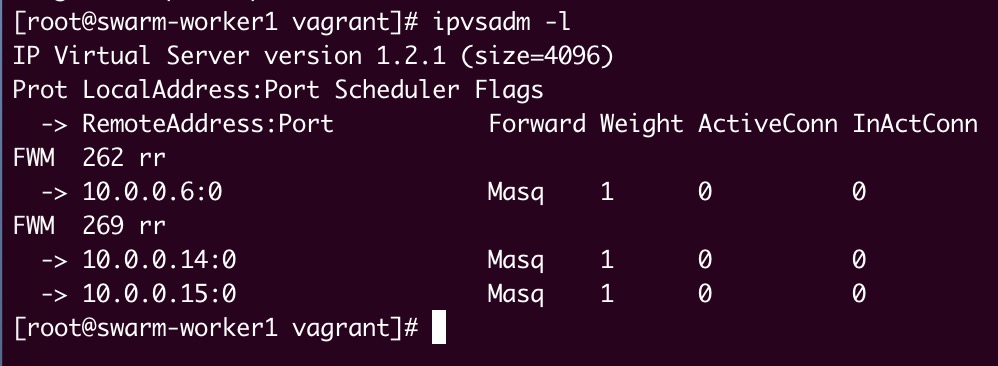 [root@swarm-worker1 vagrant]# ipvsadm -l
IP Virtual Server version 1.2.1 (size=4096)
Prot LocalAddress:Port Scheduler Flags
  -> RemoteAddress:Port           Forward Weight ActiveConn InActConn
FWM  262 rr
  -> 10.0.0.6:0                   Masq    1      0          0
FWM  269 rr
  -> 10.0.0.14:0                  Masq    1      0          0
  -> 10.0.0.15:0                  Masq    1      0          0
[root@swarm-worker1 vagrant]#